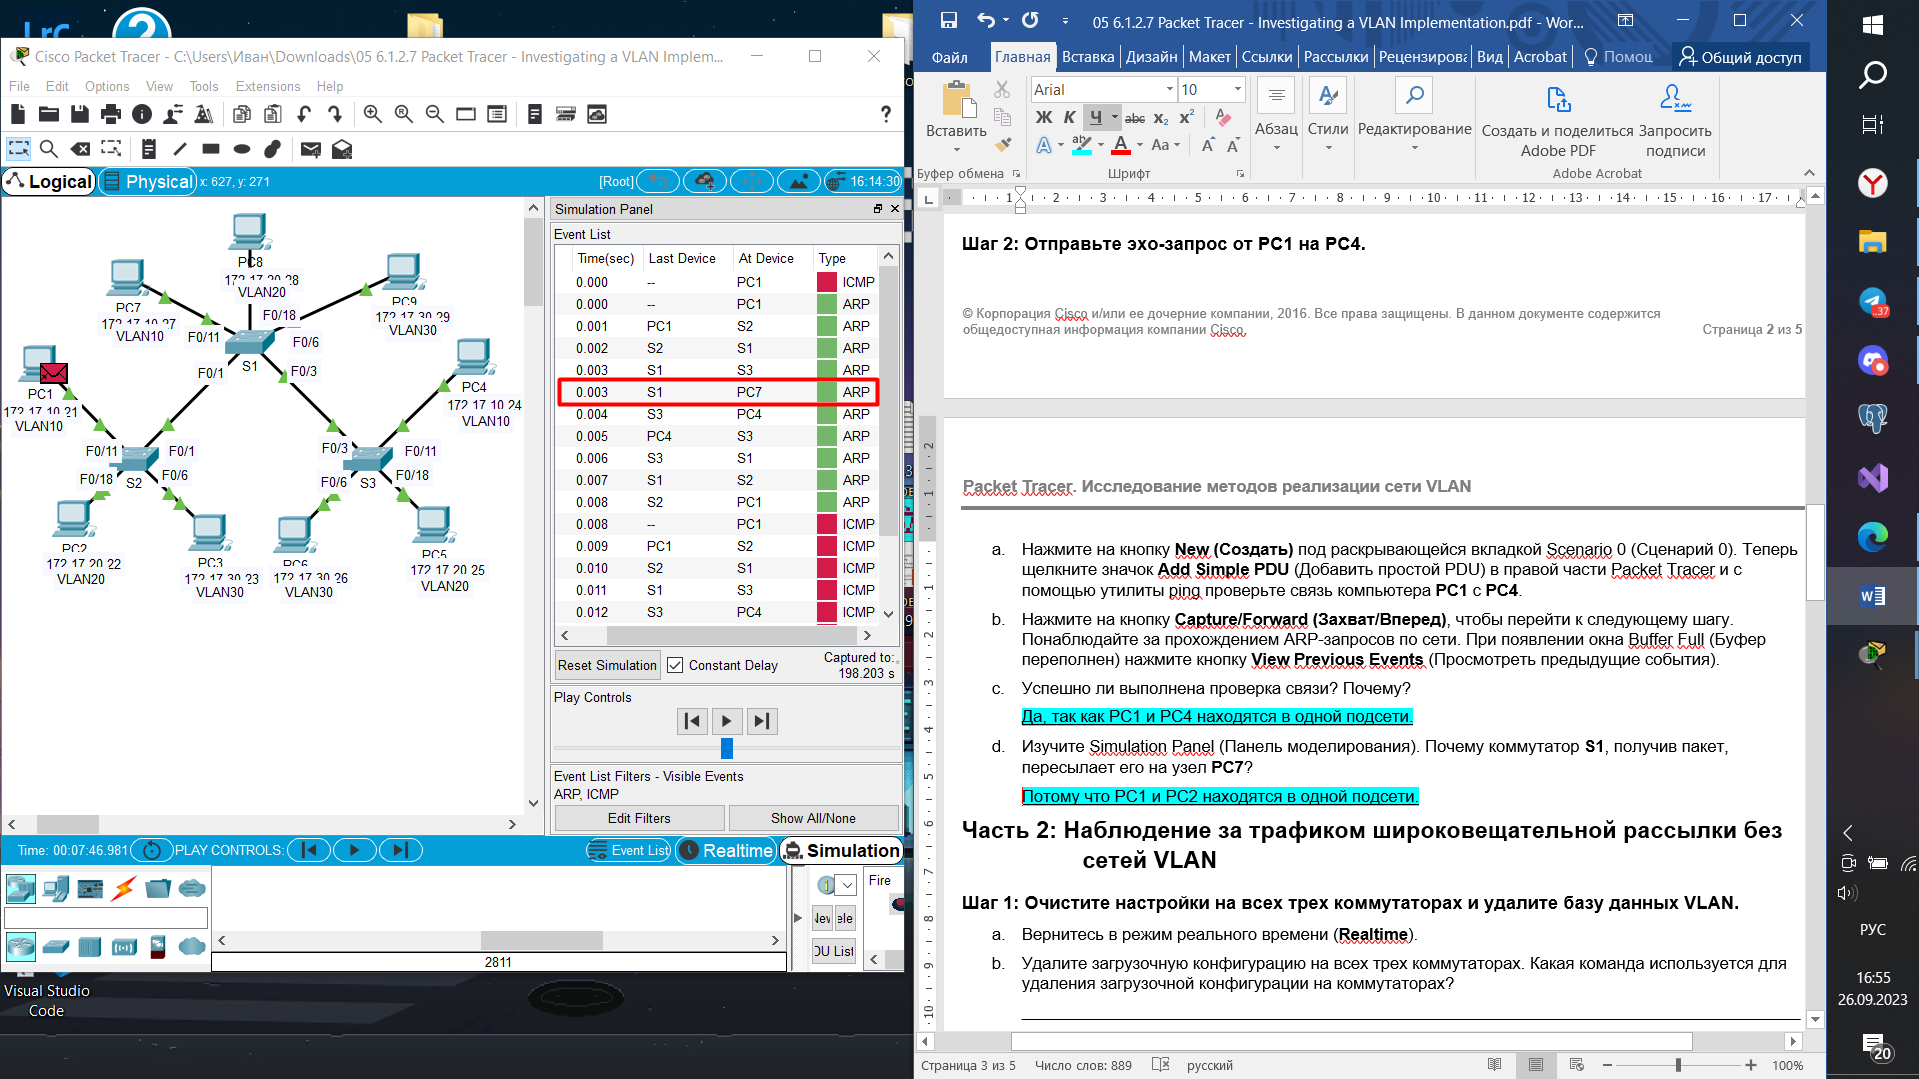 Cisco Packet Tracer - C:\Users\Иван\Downloads\05 6.1.2.7 Packet Tracer - Investigating a VLAN Implem...
File Edit Options View Tools Extensions Help
Logical Physical x: 627, y: 271 [Root] 16:14:30
PC8
172.17.20.28
VLAN20
PC7
172.17.10.27
VLAN10
PC9
172.17.30.29
VLAN30
F0/18
F0/11
F0/6
S1
F0/1
F0/3
PC1
172.17.10.21
VLAN10
PC4
172.17.10.24
VLAN10
F0/11
F0/1
F0/18
F0/6
S2
F0/3
F0/11
F0/6
F0/18
S3
PC2
172.17.20.22
VLAN20
PC3
172.17.30.23
VLAN30
PC6
172.17.30.26
VLAN30
PC5
172.17.20.25
VLAN20
Simulation Panel
Event List
Time(sec) Last Device At Device Type
0.000 -- PC1 ICMP
0.000 -- PC1 ARP
0.001 PC1 S2 ARP
0.002 S2 S1 ARP
0.003 S1 S3 ARP
0.003 S1 PC7 ARP
0.004 S3 PC4 ARP
0.005 PC4 S3 ARP
0.006 S3 S1 ARP
0.007 S1 S2 ARP
0.008 S2 PC1 ARP
0.008 -- PC1 ICMP
0.009 PC1 S2 ICMP
0.010 S2 S1 ICMP
0.011 S1 S3 ICMP
0.012 S3 PC4 ICMP
Reset Simulation Constant Delay Captured to:
198.203 s
Play Controls
Event List Filters - Visible Events
ARP, ICMP
Edit Filters Show All/None
Time: 00:07:46.981 PLAY CONTROLS: Event List Realtime Simulation
Fire
2811
Visual Studio
Code
05 6.1.2.7 Packet Tracer - Investigating a VLAN Implementation.pdf - Wor...
Файл Главная Вставка Дизайн Макет Ссылки Рассылки Рецензирова Вид Acrobat Помощ Общий доступ
Arial 10
Вставить
Ж К Ч abc x₂ x²
Абзац Стили Редактирование
Создать и поделиться
Adobe PDF
Запросить
подписи
Буфер обмена Шрифт Adobe Acrobat
1 1 2 3 4 5 6 7 8 9 10 11 12 13 14 15 16 17
Шаг 2: Отправьте эхо-запрос от PC1 на PC4.
© Корпорация Cisco и/или ее дочерние компании, 2016. Все права защищены. В данном документе содержится
общедоступная информация компании Cisco. Страница 2 из 5
Packet Tracer. Исследование методов реализации сети VLAN
a. Нажмите на кнопку New (Создать) под раскрывающейся вкладкой Scenario 0 (Сценарий 0). Теперь
щелкните значок Add Simple PDU (Добавить простой PDU) в правой части Packet Tracer и с
помощью утилиты ping проверьте связь компьютера PC1 с PC4.
b. Нажмите на кнопку Capture/Forward (Захват/Вперед), чтобы перейти к следующему шагу.
Понаблюдайте за прохождением ARP-запросов по сети. При появлении окна Buffer Full (Буфер
переполнен) нажмите кнопку View Previous Events (Просмотреть предыдущие события).
c. Успешно ли выполнена проверка связи? Почему?
Да, так как PC1 и PC4 находятся в одной подсети.
d. Изучите Simulation Panel (Панель моделирования). Почему коммутатор S1, получив пакет,
пересылает его на узел PC7?
Потому что PC1 и PC2 находятся в одной подсети.
Часть 2: Наблюдение за трафиком широковещательной рассылки без
сетей VLAN
Шаг 1: Очистите настройки на всех трех коммутаторах и удалите базу данных VLAN.
a. Вернитесь в режим реального времени (Realtime).
b. Удалите загрузочную конфигурацию на всех трех коммутаторах. Какая команда используется для
удаления загрузочной конфигурации на коммутаторах?
Страница 3 из 5 Число слов: 889 русский 100%
РУС
16:55
26.09.2023
20